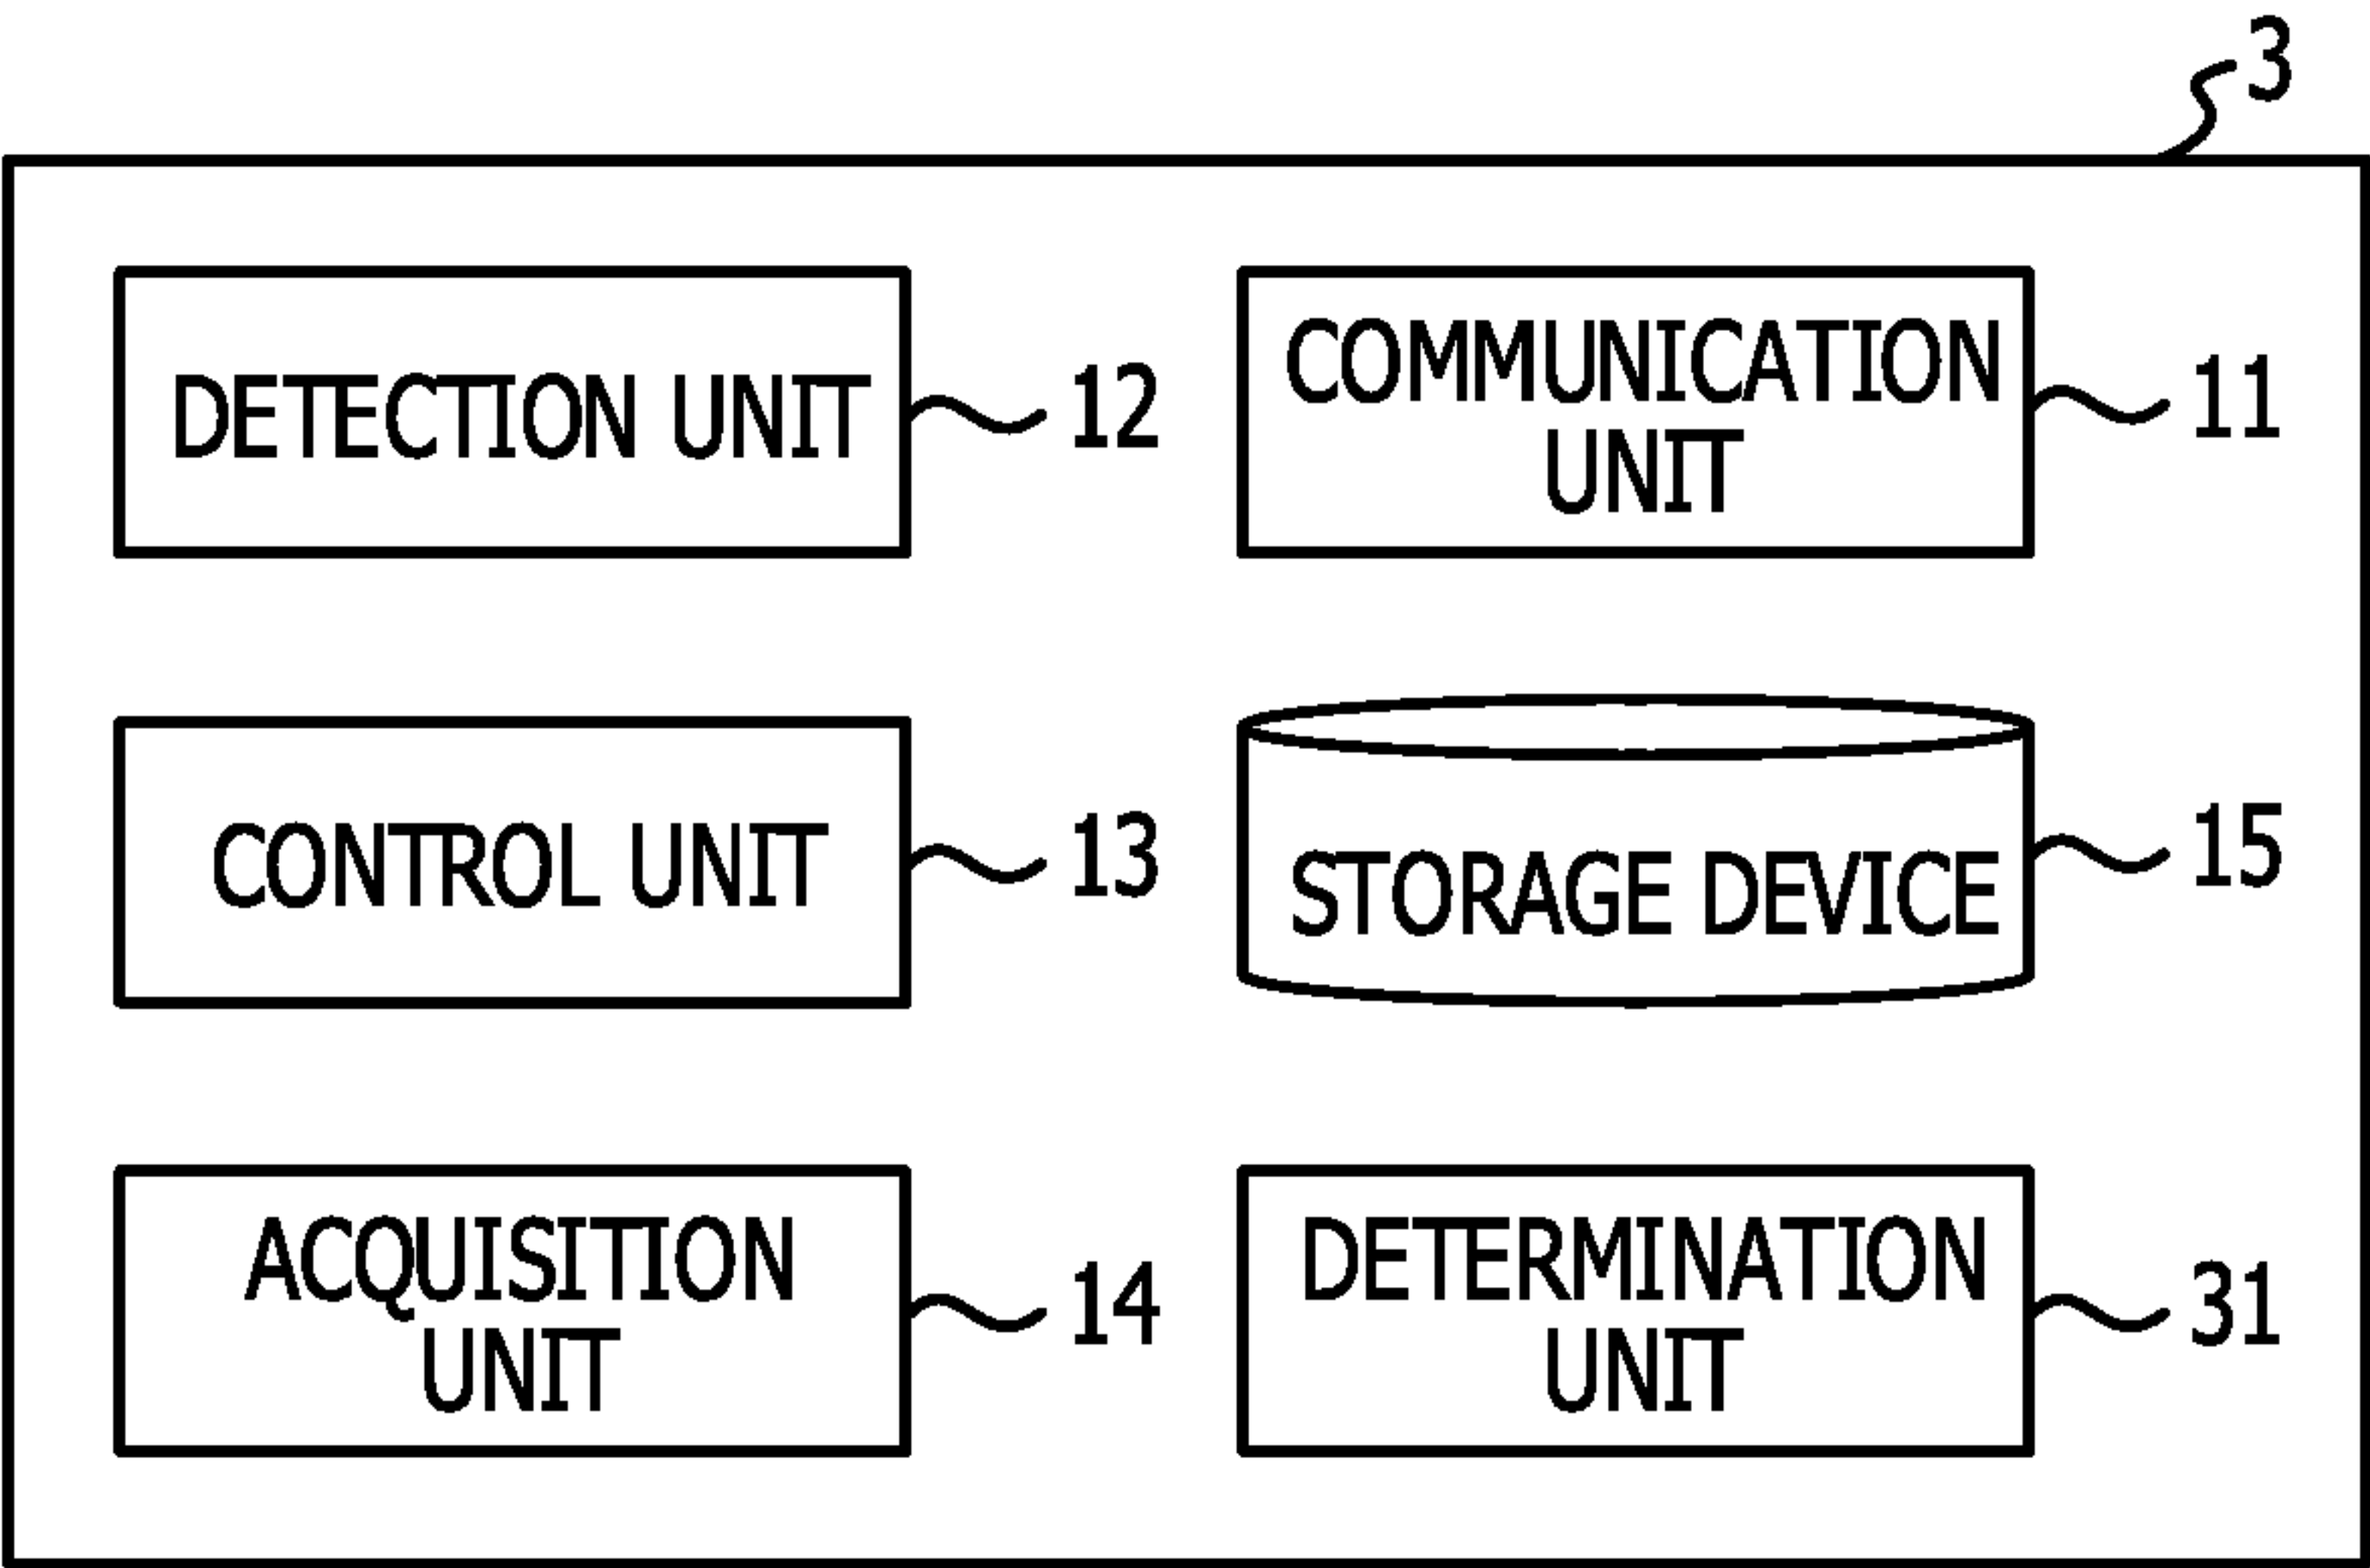 3
DETECTION UNIT
12
COMMUNICATION
UNIT
11
CONTROL UNIT
13
STORAGE DEVICE
15
ACQUISITION
UNIT
14
DETERMINATION
UNIT
31